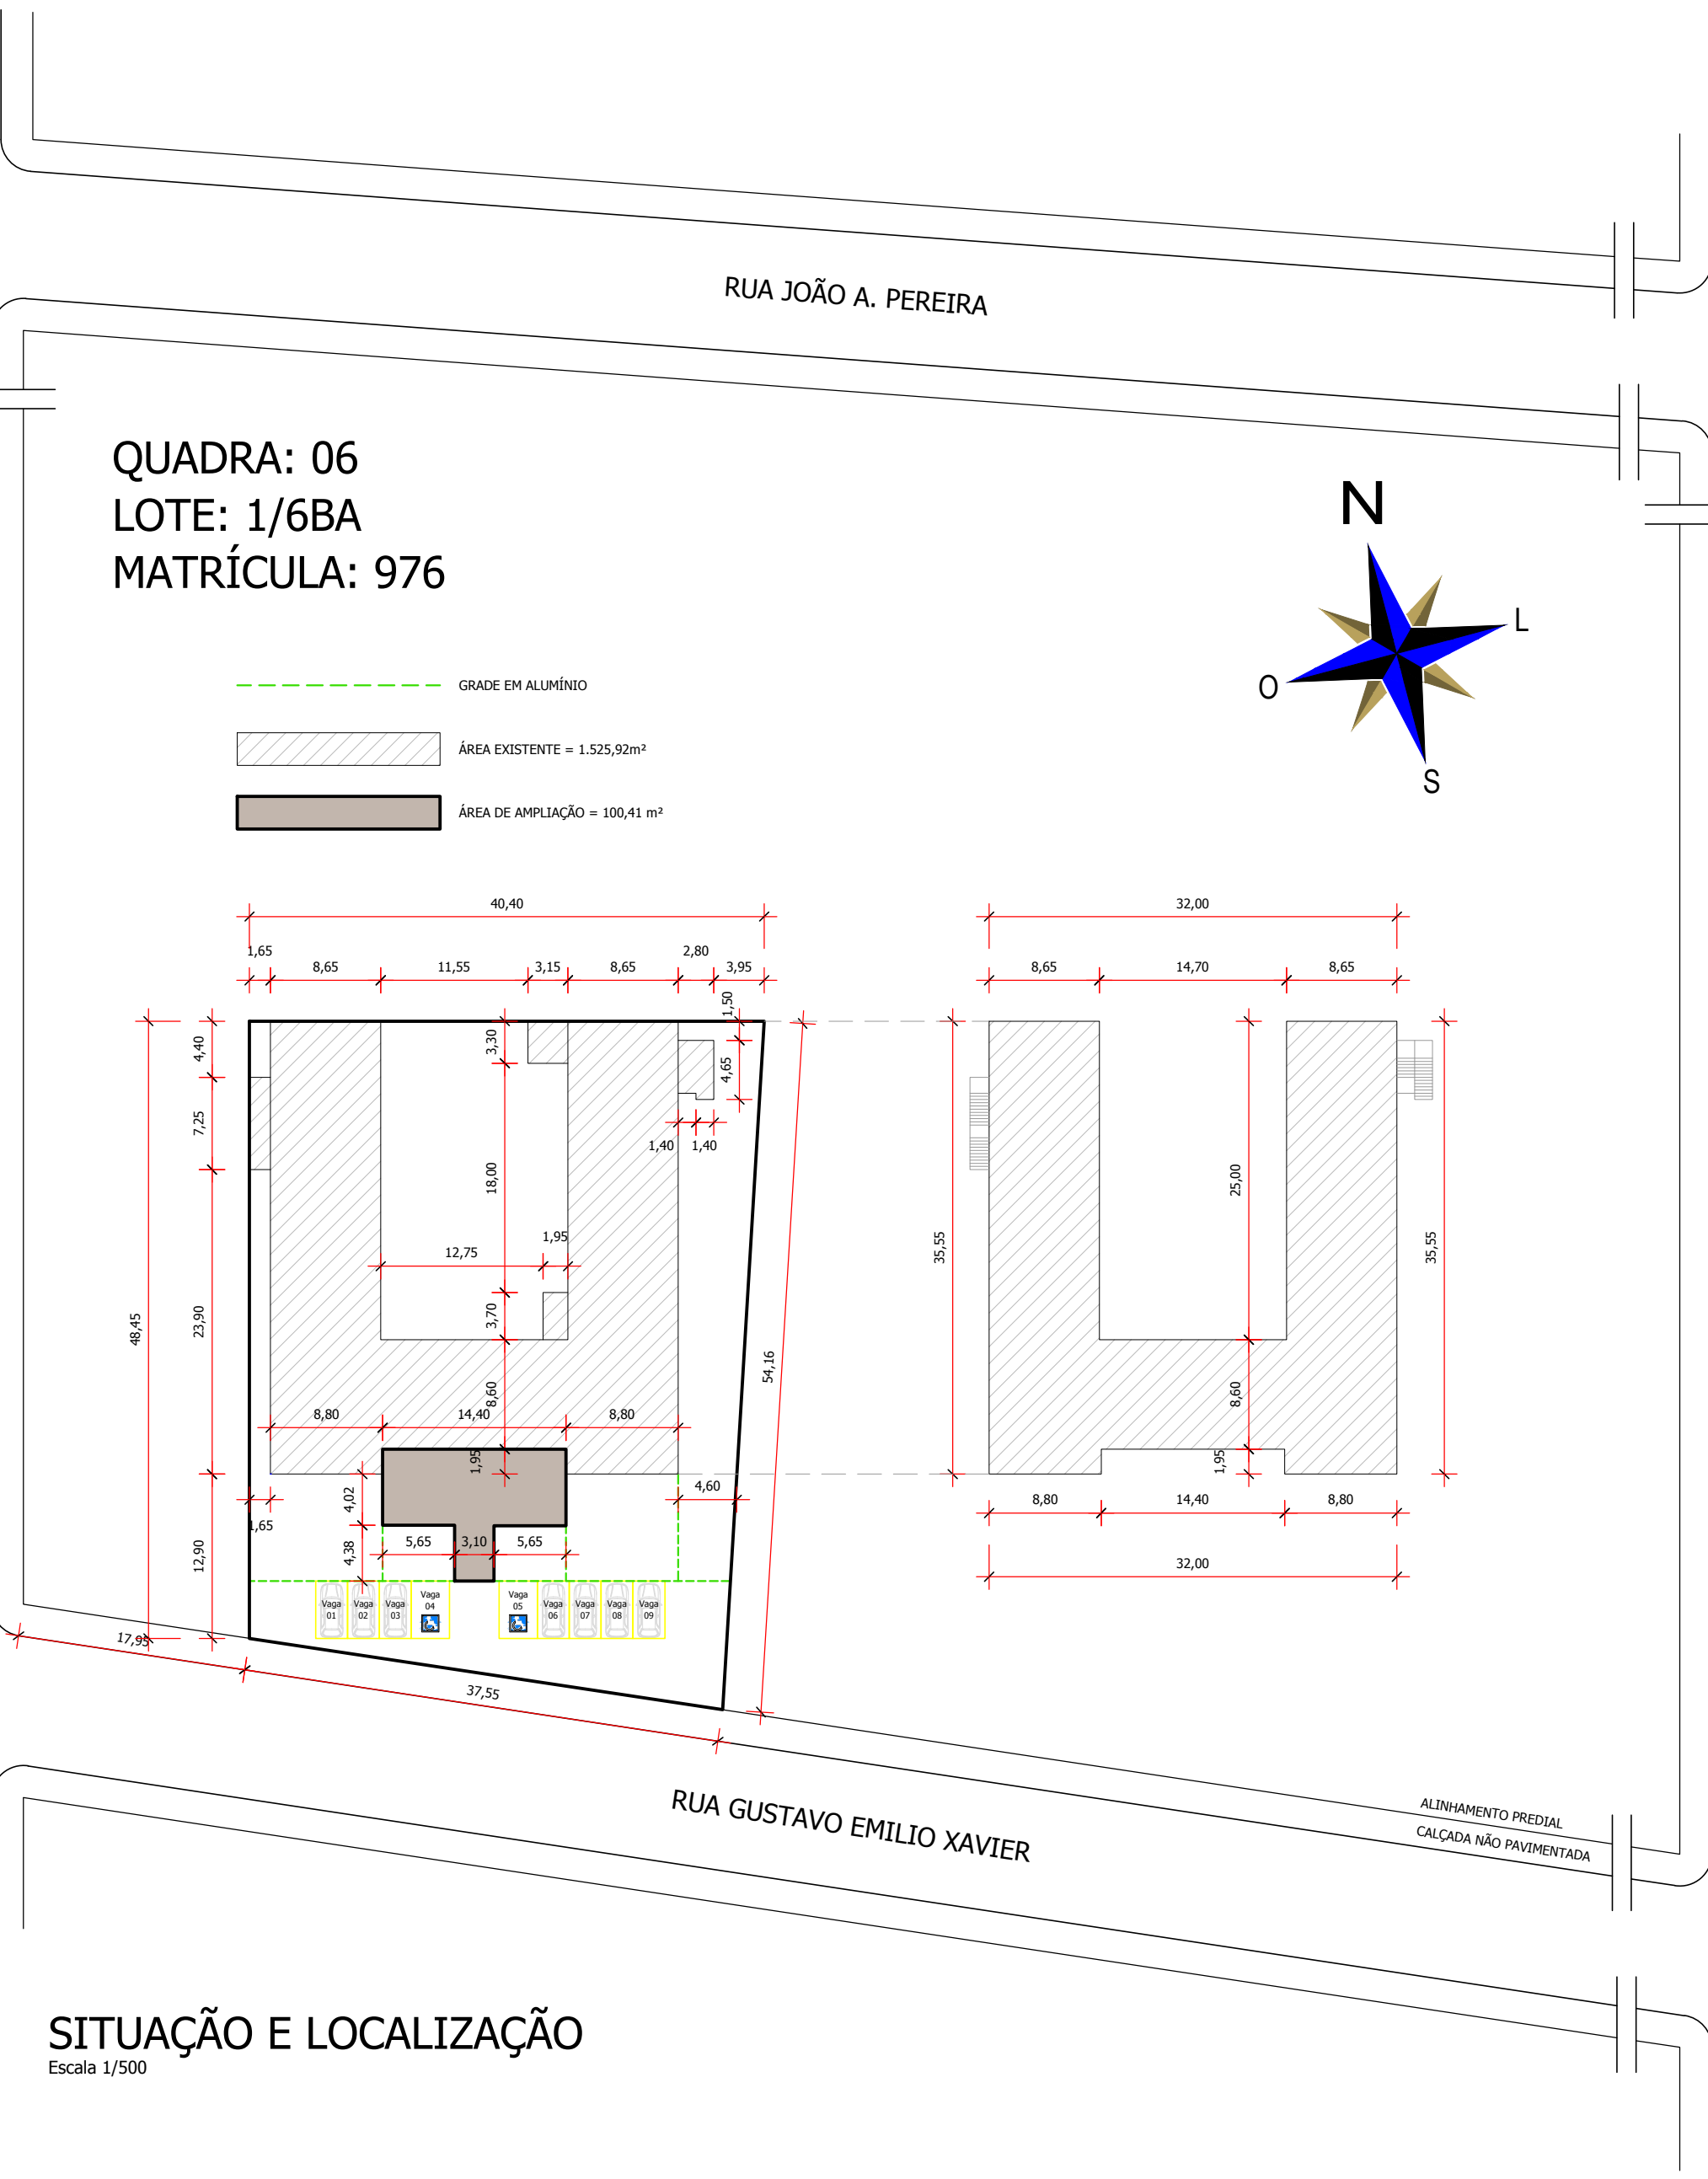 RUA JOÃO A. PEREIRA
QUADRA: 06
LOTE: 1/6BA
MATRÍCULA: 976
N
L
O
S
GRADE EM ALUMÍNIO
ÁREA EXISTENTE = 1.525,92m²
ÁREA DE AMPLIAÇÃO = 100,41 m²
40,40
32,00
1,65
8,65
11,55
3,15
8,65
2,80
3,95
8,65
14,70
8,65
1,50
4,40
3,30
4,65
7,25
1,40
1,40
18,00
25,00
12,75
1,95
35,55
35,55
48,45
23,90
3,70
54,16
8,60
8,60
8,80
14,40
8,80
1,95
1,95
4,60
4,02
1,65
8,80
14,40
8,80
12,90
4,38
5,65
3,10
5,65
32,00
Vaga
01
Vaga
02
Vaga
03
Vaga
04
Vaga
05
Vaga
06
Vaga
07
Vaga
08
Vaga
09
17,95
37,55
RUA GUSTAVO EMILIO XAVIER
ALINHAMENTO PREDIAL
CALÇADA NÃO PAVIMENTADA
SITUAÇÃO E LOCALIZAÇÃO
Escala 1/500